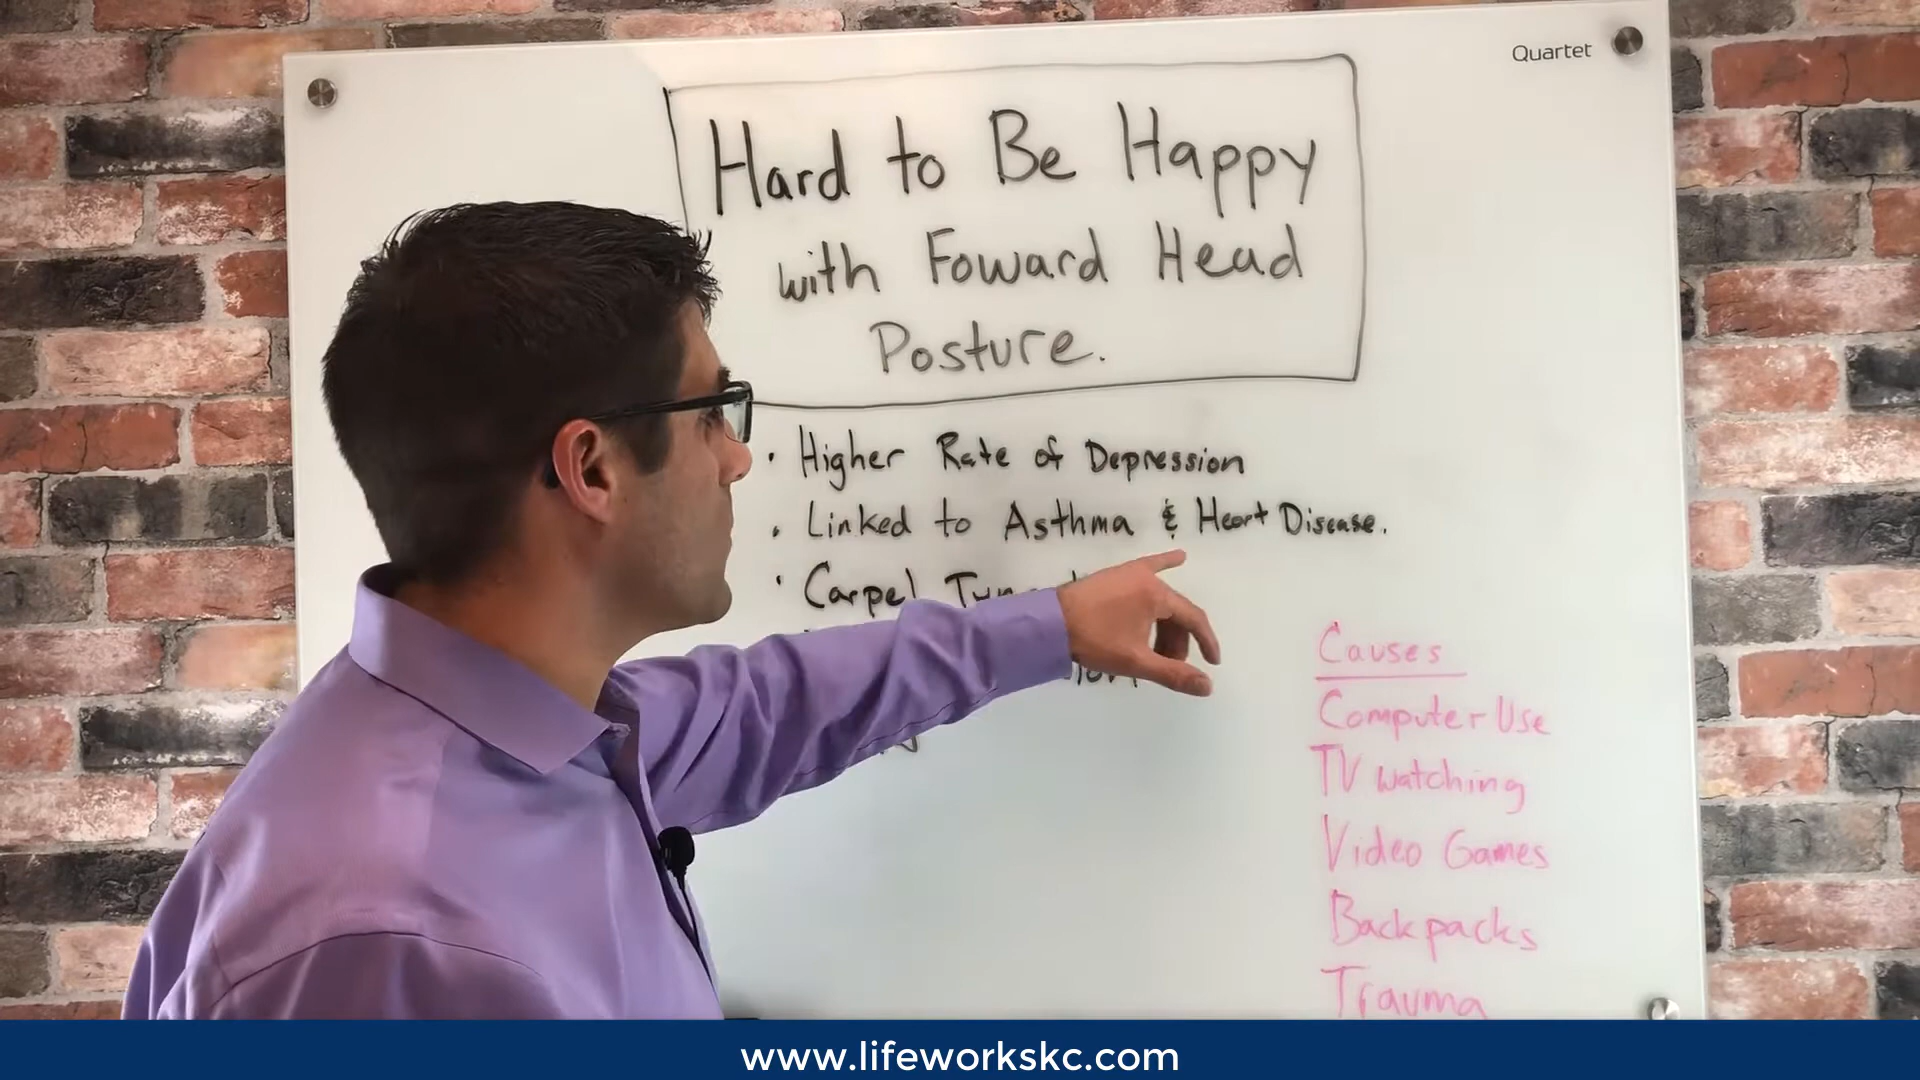 Quartet
Hard to Be Happy
with Foward Head
Posture.
• Higher Rate of Depression
• Linked to Asthma & Heart Disease.
• Carpel
Causes
Computer Use
TV watching
Video Games
Backpacks
Trauma
www.lifeworkskc.com